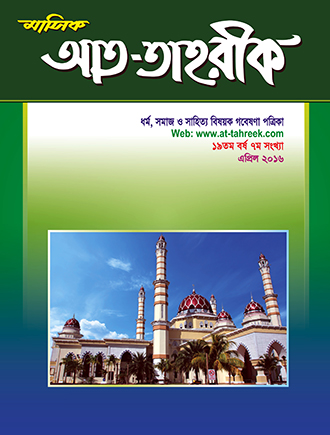 মাসিক
আত-তাহরীক
ধর্ম, সমাজ ও সাহিত্য বিষয়ক গবেষণা পত্রিকা
Web: www.at-tahreek.com
১৯তম বর্ষ ৭ম সংখ্যা
এপ্রিল ২০১৬